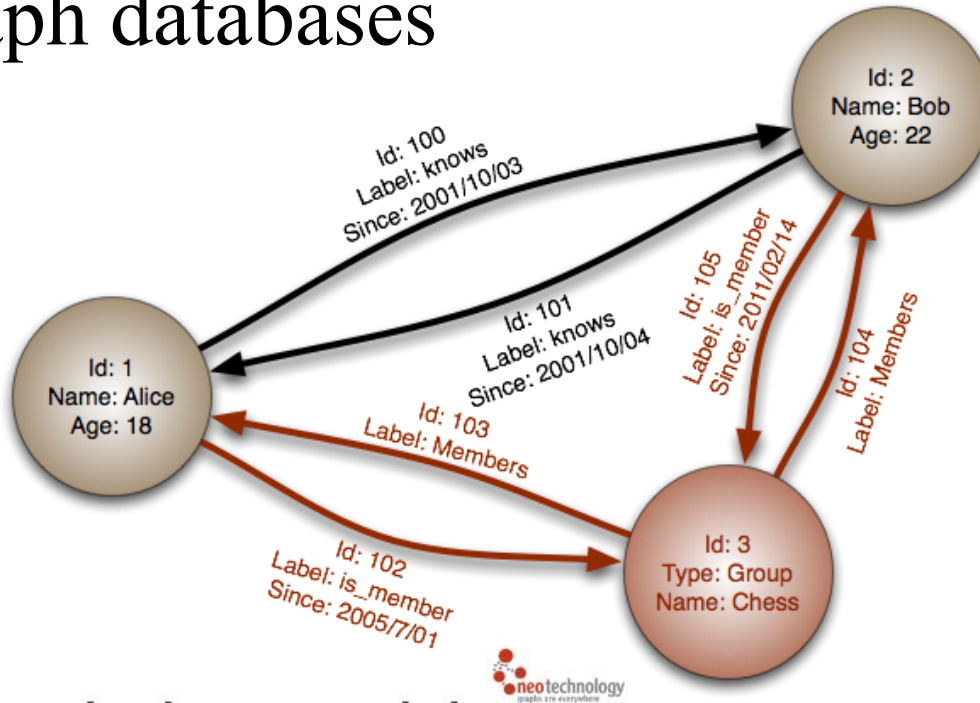 databases
Id: 2
Name: Bob
Age: 22
Id: 100
Label: knows
Since: 2001/10/03
Id: 101
Label: knows
Since: 2001/10/04
Id: 105
Label: is_member
Since: 2011/02/14
Id: 104
Label: Members
Id: 1
Name: Alice
Age: 18
Id: 103
Label: Members
Id: 102
Label: is_member
Since: 2005/7/01
Id: 3
Type: Group
Name: Chess
neotechnology
graphs are everywhere